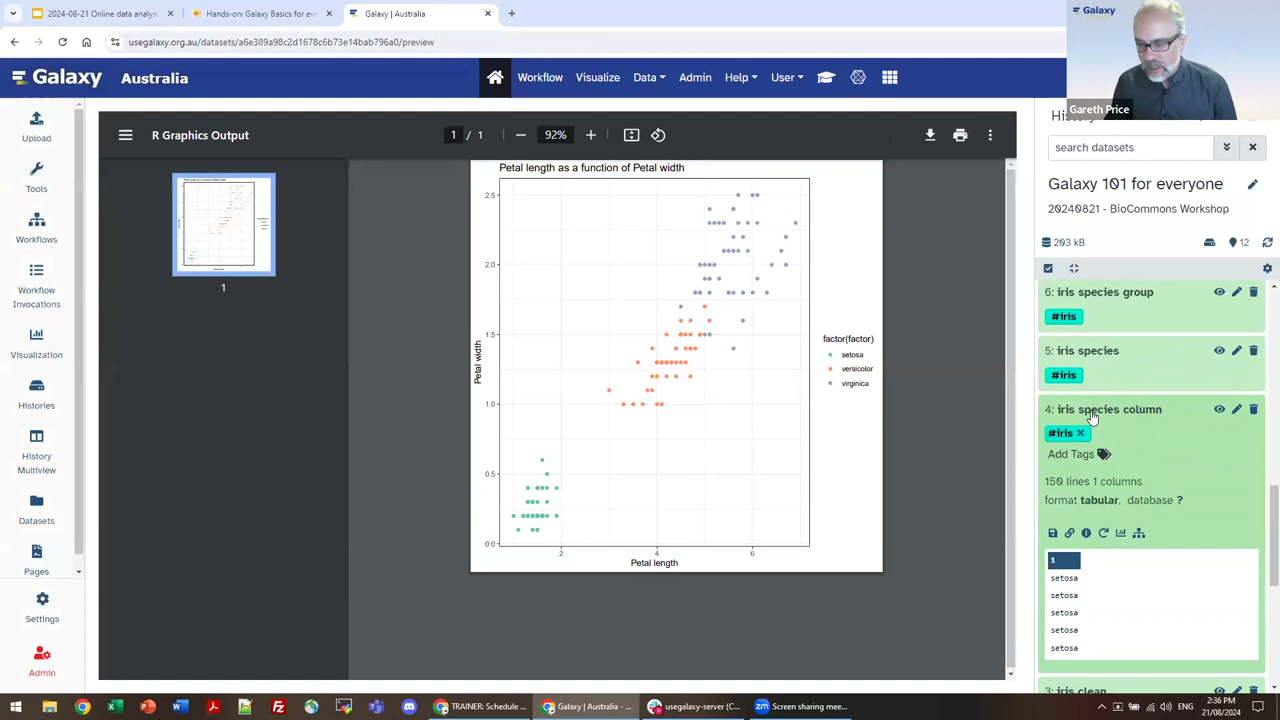 2024-08-21 Online data analysi
Hands-on: Galaxy Basics for ev
Galaxy | Australia
usegalaxy.org.au/datasets/a6e389a98c2d1678c6b73e14bab796a0/preview
Galaxy
Gareth Price
Galaxy Australia
Workflow Visualize Data Admin Help User
Upload
Tools
Workflows
Workflow
Invocations
Visualization
Histories
History
Multiview
Datasets
Pages
Settings
Admin
R Graphics Output
1 / 1
92%
1
Petal length as a function of Petal width
2.5
2.0
1.5
1.0
0.5
0.0
Petal width
2 4 6
Petal length
factor(factor)
setosa
versicolor
virginica
search datasets
Galaxy 101 for everyone
20240821 - BioCommons Workshop
203 kB
12
6: iris species group
#iris
5: iris species
#iris
4: iris species column
#iris
Add Tags
150 lines 1 columns
format tabular, database ?
1
setosa
setosa
setosa
setosa
setosa
3: iris clean
TRAINER: Schedule ...
Galaxy | Australia - ...
usegalaxy-server (C...
Screen sharing mee...
2:36 PM
21/08/2024